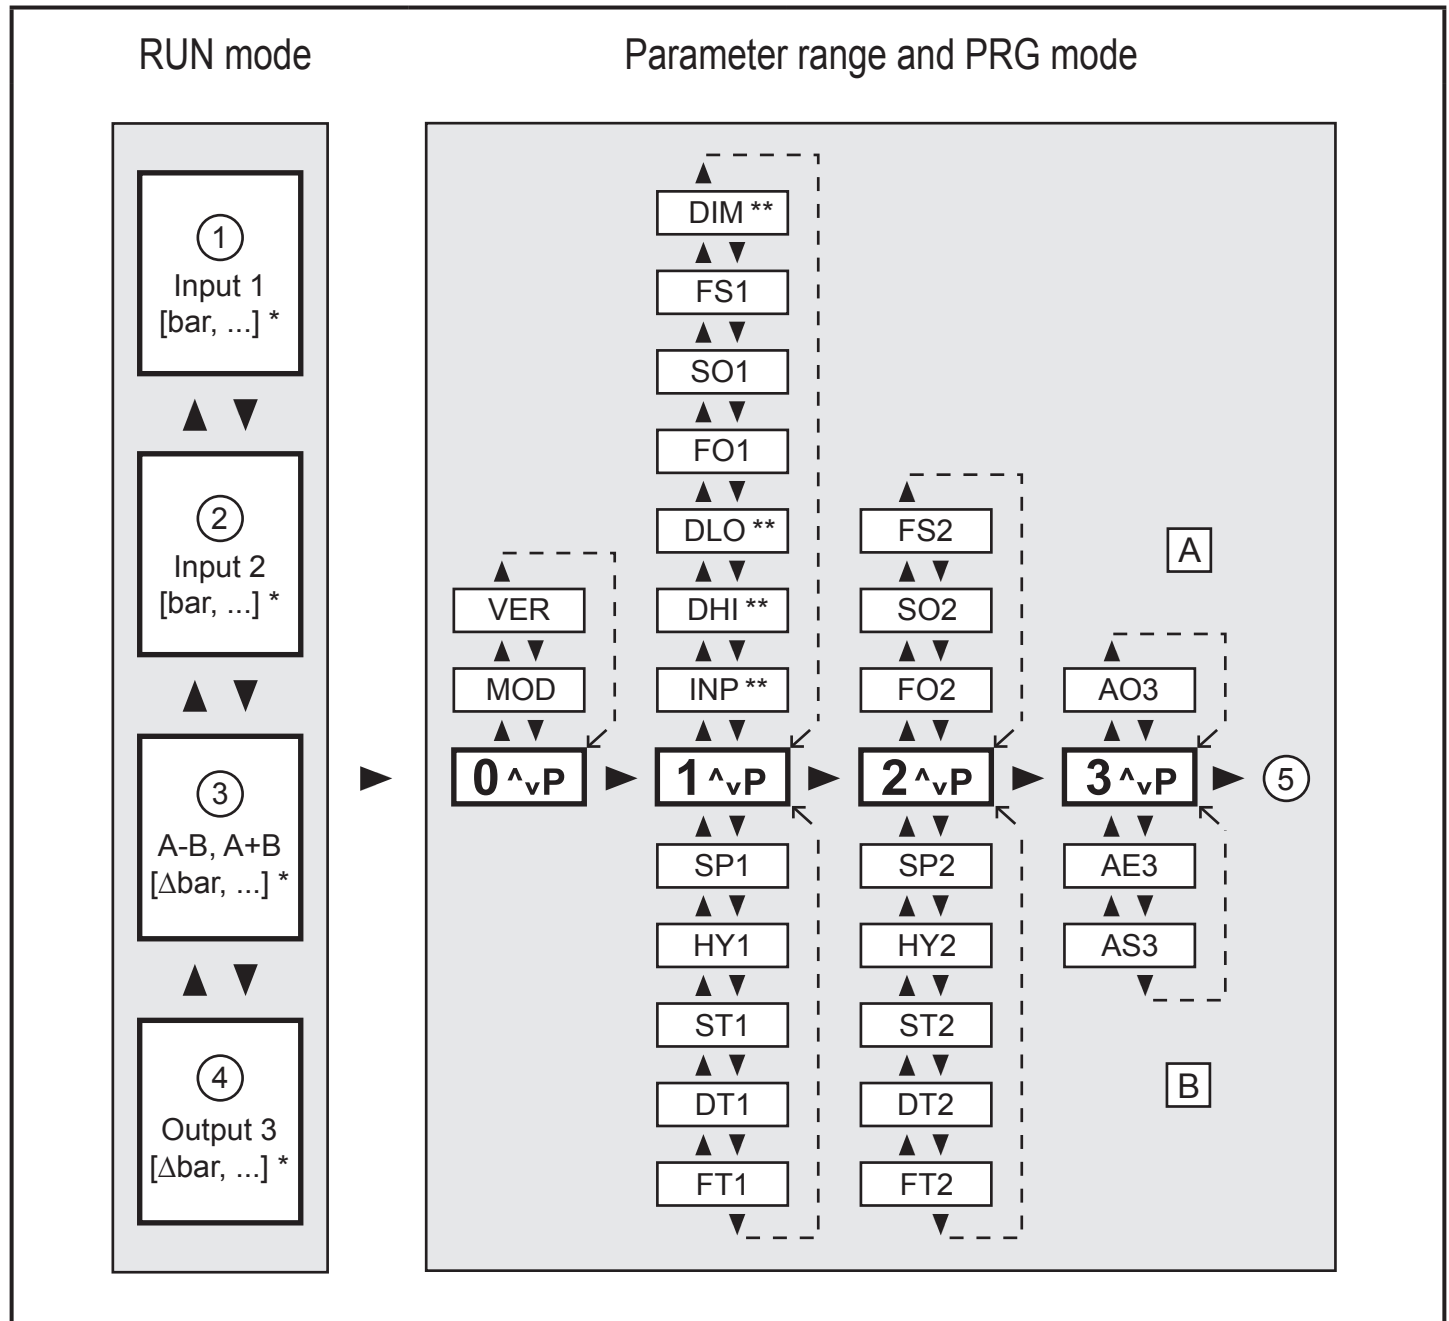 RUN mode
Parameter range and PRG mode
1
Input 1
[bar, ...] *
2
Input 2
[bar, ...] *
3
A-B, A+B
[Δbar, ...] *
4
Output 3
[Δbar, ...] *
VER
MOD
0 ^vP
DIM **
FS1
SO1
FO1
DLO **
DHI **
INP **
1 ^vP
SP1
HY1
ST1
DT1
FT1
FS2
SO2
FO2
2 ^vP
SP2
HY2
ST2
DT2
FT2
A
AO3
3 ^vP
AE3
AS3
B
5